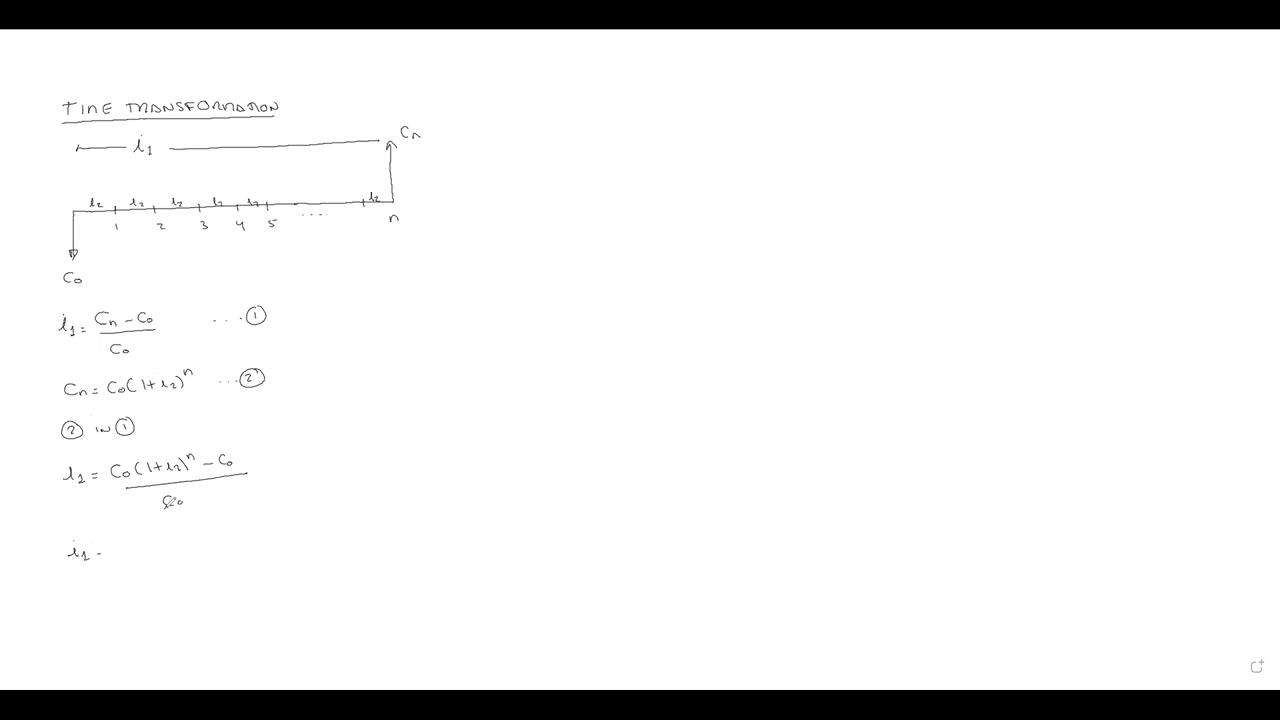 TIME TRANSFORMATION
i₁
Cn
i₂ i₂ i₂ i₂ i₂ i₂
1 2 3 4 5 .... n
C₀
i₁ = (Cn - C₀) / C₀ ... ①
Cn = C₀(1+i₂)ⁿ ... ②
② IN ①
i₁ = (C₀(1+i₂)ⁿ - C₀) / C₀
i₁ -